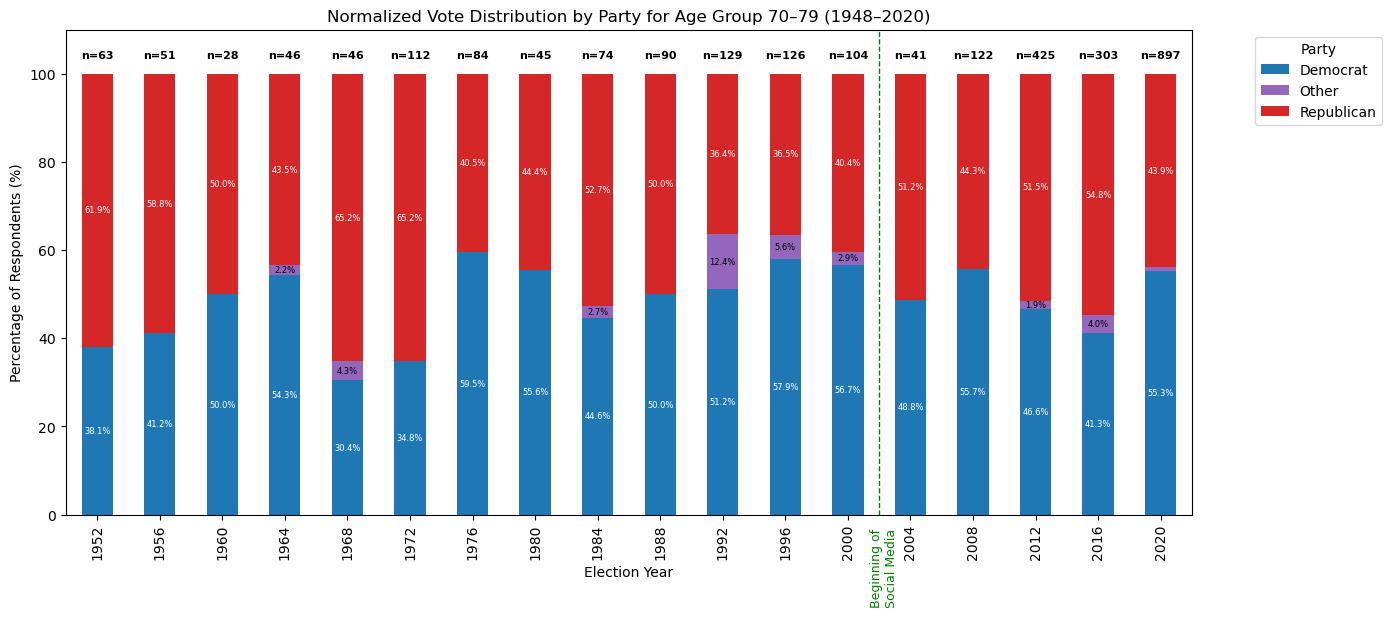 Normalized Vote Distribution by Party for Age Group 70–79 (1948–2020)
Party
Democrat
Other
Republican
Percentage of Respondents (%)
100
80
60
40
20
0
n=63 n=51 n=28 n=46 n=46 n=112 n=84 n=45 n=74 n=90 n=129 n=126 n=104 n=41 n=122 n=425 n=303 n=897
61.9% 58.8% 50.0% 43.5% 65.2% 65.2% 40.5% 44.4% 52.7% 50.0% 36.4% 36.5% 40.4% 51.2% 44.3% 51.5% 54.8% 43.9%
2.2% 4.3% 2.7% 12.4% 5.6% 2.9% 1.9% 4.0%
38.1% 41.2% 50.0% 54.3% 30.4% 34.8% 59.5% 55.6% 44.6% 50.0% 51.2% 57.9% 56.7% 48.8% 55.7% 46.6% 41.3% 55.3%
1952 1956 1960 1964 1968 1972 1976 1980 1984 1988 1992 1996 2000 2004 2008 2012 2016 2020
Beginning of
Social Media
Election Year